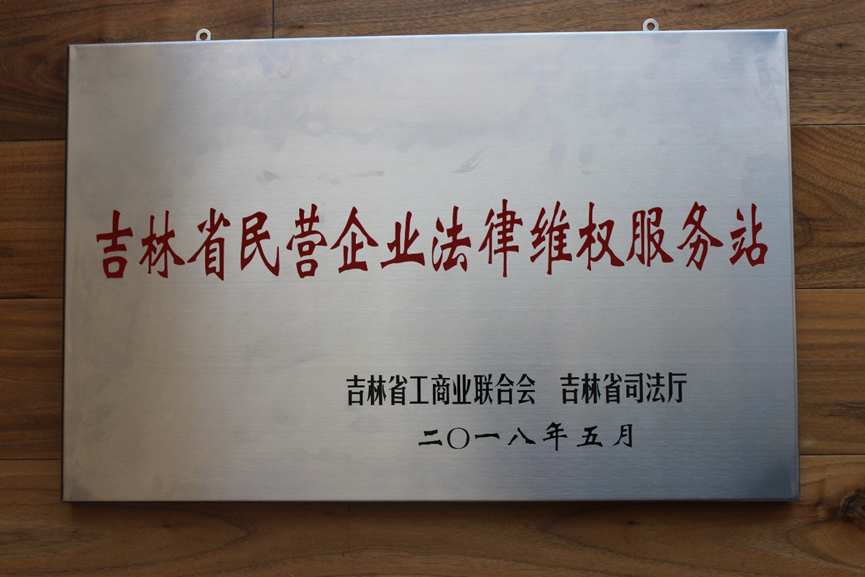 吉林省民营企业法律维权服务站
吉林省工商业联合会 吉林省司法厅
二〇一八年五月